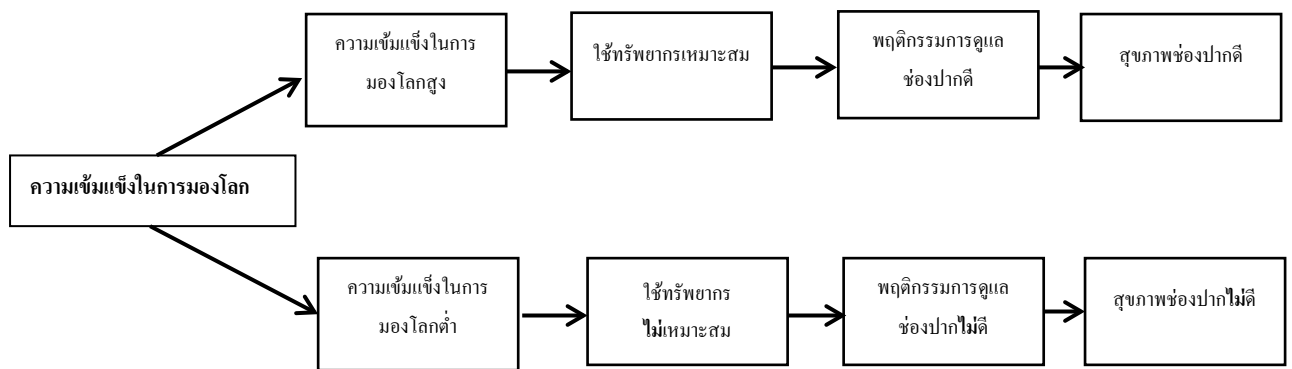 ความเข้มแข็งในการ
มองโลกสูง
ใช้ทรัพยากรเหมาะสม
พฤติกรรมการดูแล
ช่องปากดี
สุขภาพช่องปากดี
ความเข้มแข็งในการมองโลก
ความเข้มแข็งในการ
มองโลกต่ำ
ใช้ทรัพยากร
ไม่เหมาะสม
พฤติกรรมการดูแล
ช่องปากไม่ดี
สุขภาพช่องปากไม่ดี